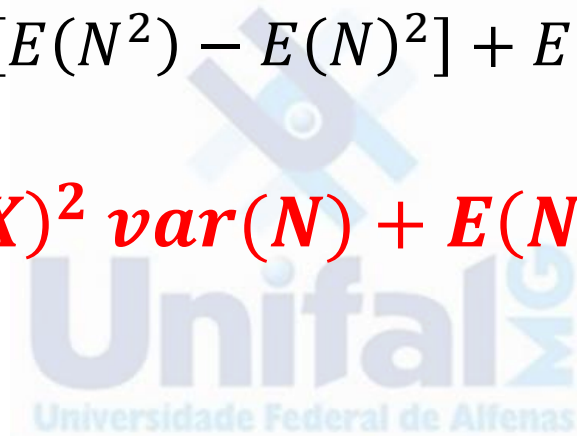 [E(N²) − E(N)²] + E
X)² var(N) + E(N
Unifal MG
Universidade Federal de Alfenas